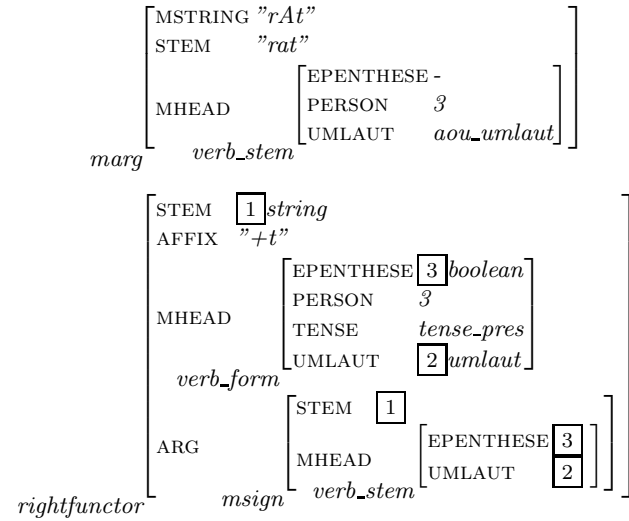 MSTRING "rAt"
STEM "rat"
EPENTHESE -
PERSON 3
MHEAD
UMLAUT aou_umlaut
verb_stem
marg
STEM 1 string
AFFIX "+t"
EPENTHESE 3 boolean
PERSON 3
MHEAD
TENSE tense_pres
UMLAUT 2 umlaut
verb_form
STEM 1
EPENTHESE 3
ARG
MHEAD
UMLAUT 2
verb_stem
msign
rightfunctor